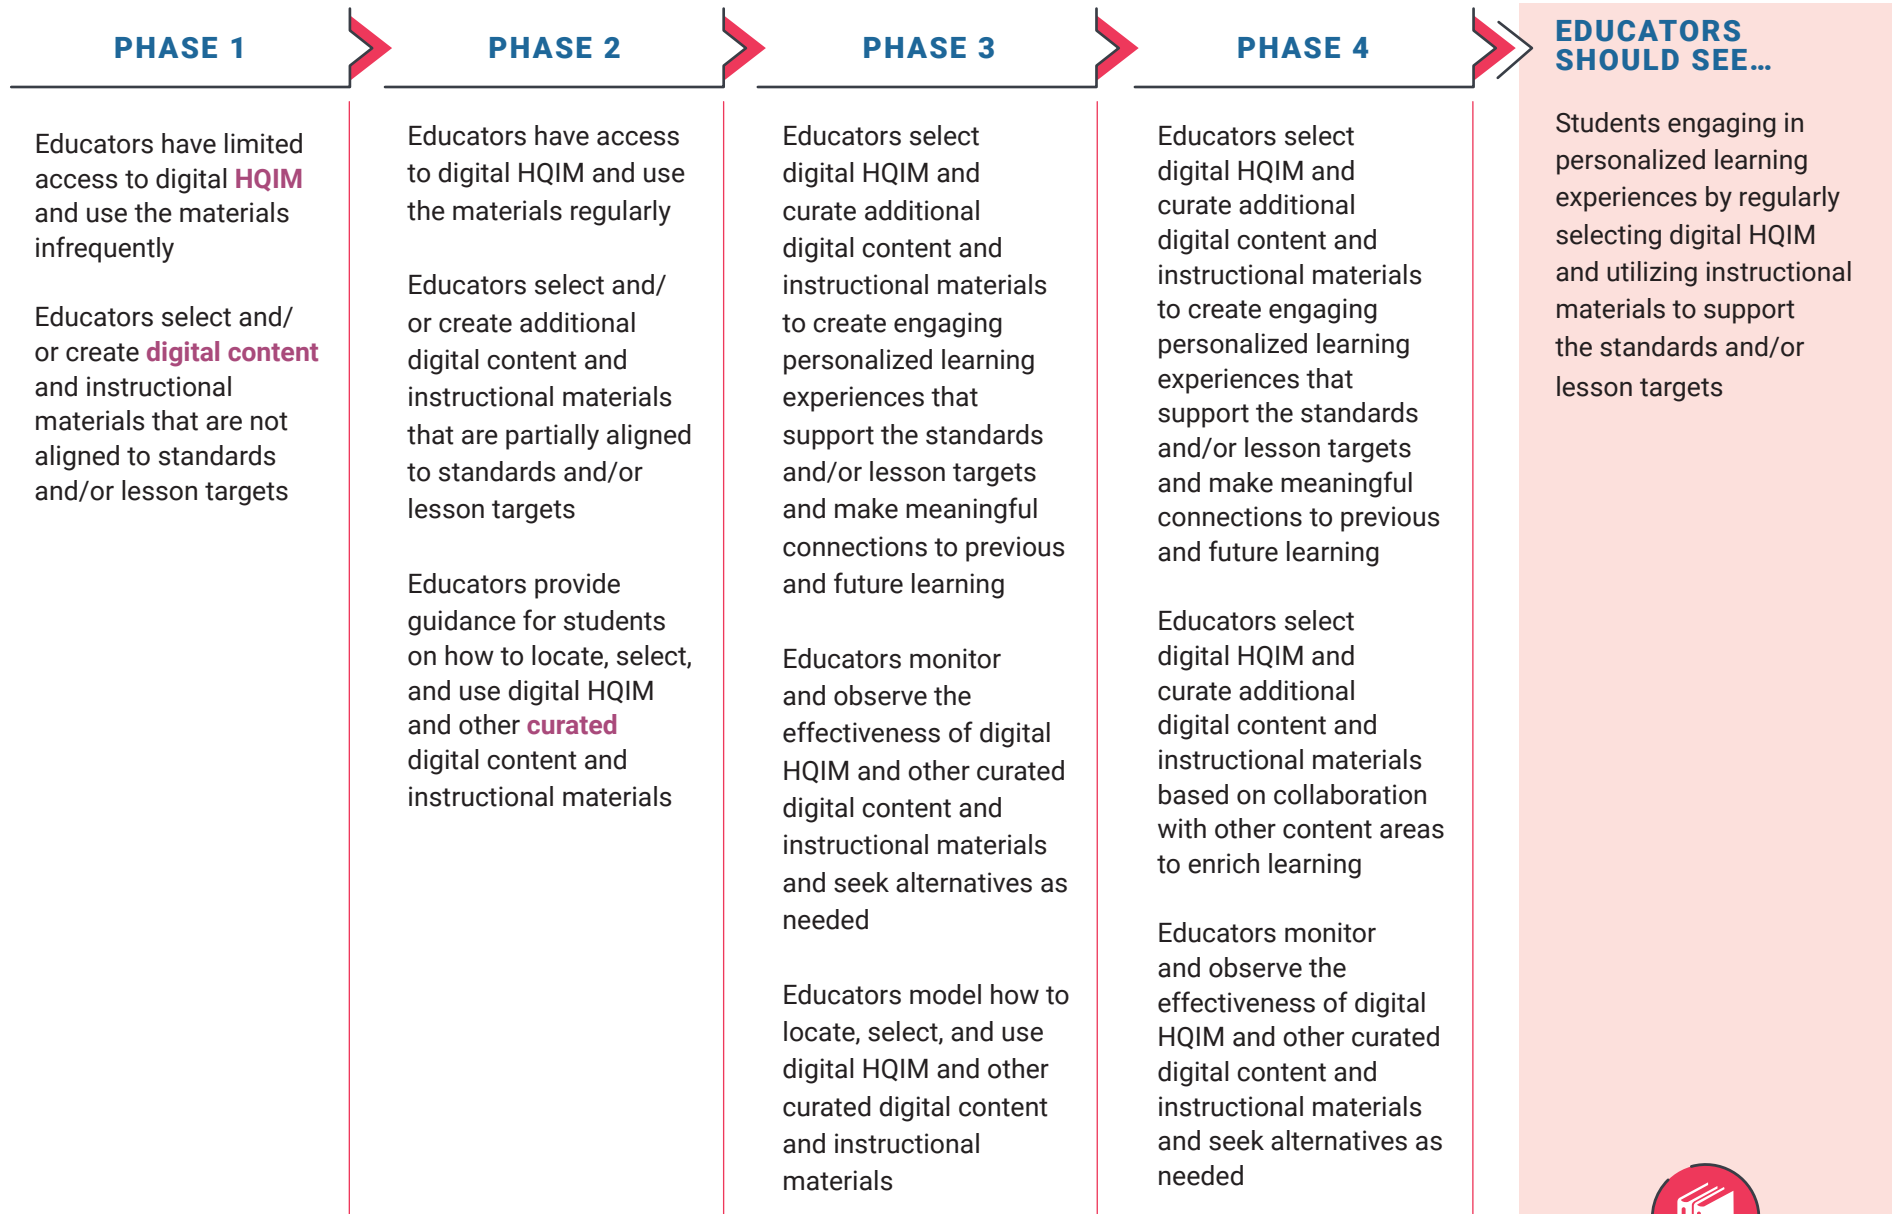 PHASE 1
Educators have limited
access to digital HQIM
and use the materials
infrequently
Educators select and/
or create digital content
and instructional
materials that are not
aligned to standards
and/or lesson targets
PHASE 2
Educators have access
to digital HQIM and use
the materials regularly
Educators select and/
or create additional
digital content and
instructional materials
that are partially aligned
to standards and/or
lesson targets
Educators provide
guidance for students
on how to locate, select,
and use digital HQIM
and other curated
digital content and
instructional materials
PHASE 3
Educators select
digital HQIM and
curate additional
digital content and
instructional materials
to create engaging
personalized learning
experiences that
support the standards
and/or lesson targets
and make meaningful
connections to previous
and future learning
Educators monitor
and observe the
effectiveness of digital
HQIM and other curated
digital content and
instructional materials
and seek alternatives as
needed
Educators model how to
locate, select, and use
digital HQIM and other
curated digital content
and instructional
materials
PHASE 4
Educators select
digital HQIM and
curate additional
digital content and
instructional materials
to create engaging
personalized learning
experiences that
support the standards
and/or lesson targets
and make meaningful
connections to previous
and future learning
Educators select
digital HQIM and
curate additional
digital content and
instructional materials
based on collaboration
with other content areas
to enrich learning
Educators monitor
and observe the
effectiveness of digital
HQIM and other curated
digital content and
instructional materials
and seek alternatives as
needed
EDUCATORS
SHOULD SEE…
Students engaging in
personalized learning
experiences by regularly
selecting digital HQIM
and utilizing instructional
materials to support
the standards and/or
lesson targets